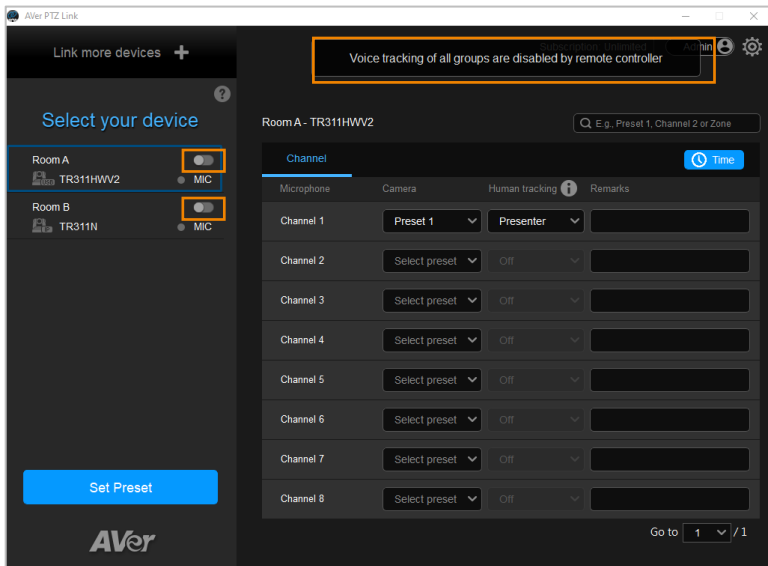 AVer PTZ Link
Link more devices +
Subscription: Unlimited
Admin
Voice tracking of all groups are disabled by remote controller
?
Select your device
Room A
TR311HWV2
MIC
Room B
TR311N
MIC
Set Preset
AVer
Room A - TR311HWV2
E.g., Preset 1, Channel 2 or Zone
Channel
Time
Microphone Camera Human tracking i Remarks
Channel 1 Preset 1 Presenter
Channel 2 Select preset Off
Channel 3 Select preset Off
Channel 4 Select preset Off
Channel 5 Select preset Off
Channel 6 Select preset Off
Channel 7 Select preset Off
Channel 8 Select preset Off
Go to 1 / 1